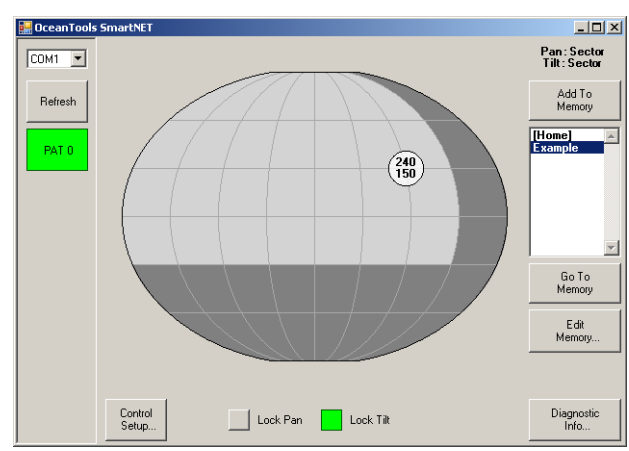 OceanTools SmartNET
COM1
Refresh
PAT 0
240
150
Pan : Sector
Tilt : Sector
Add To
Memory
[Home]
Example
Go To
Memory
Edit
Memory...
Control
Setup...
Lock Pan
Lock Tilt
Diagnostic
Info...